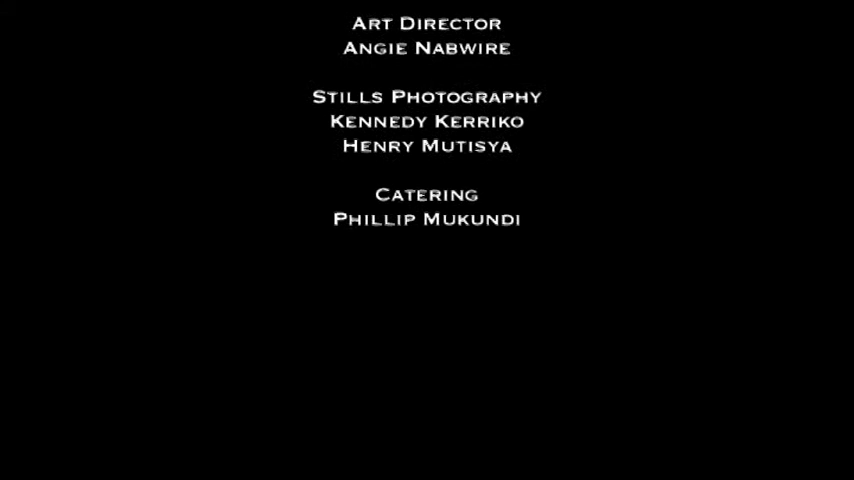 Art Director
Angie Nabwire
Stills Photography
Kennedy Kerriko
Henry Mutisya
Catering
Phillip Mukundi